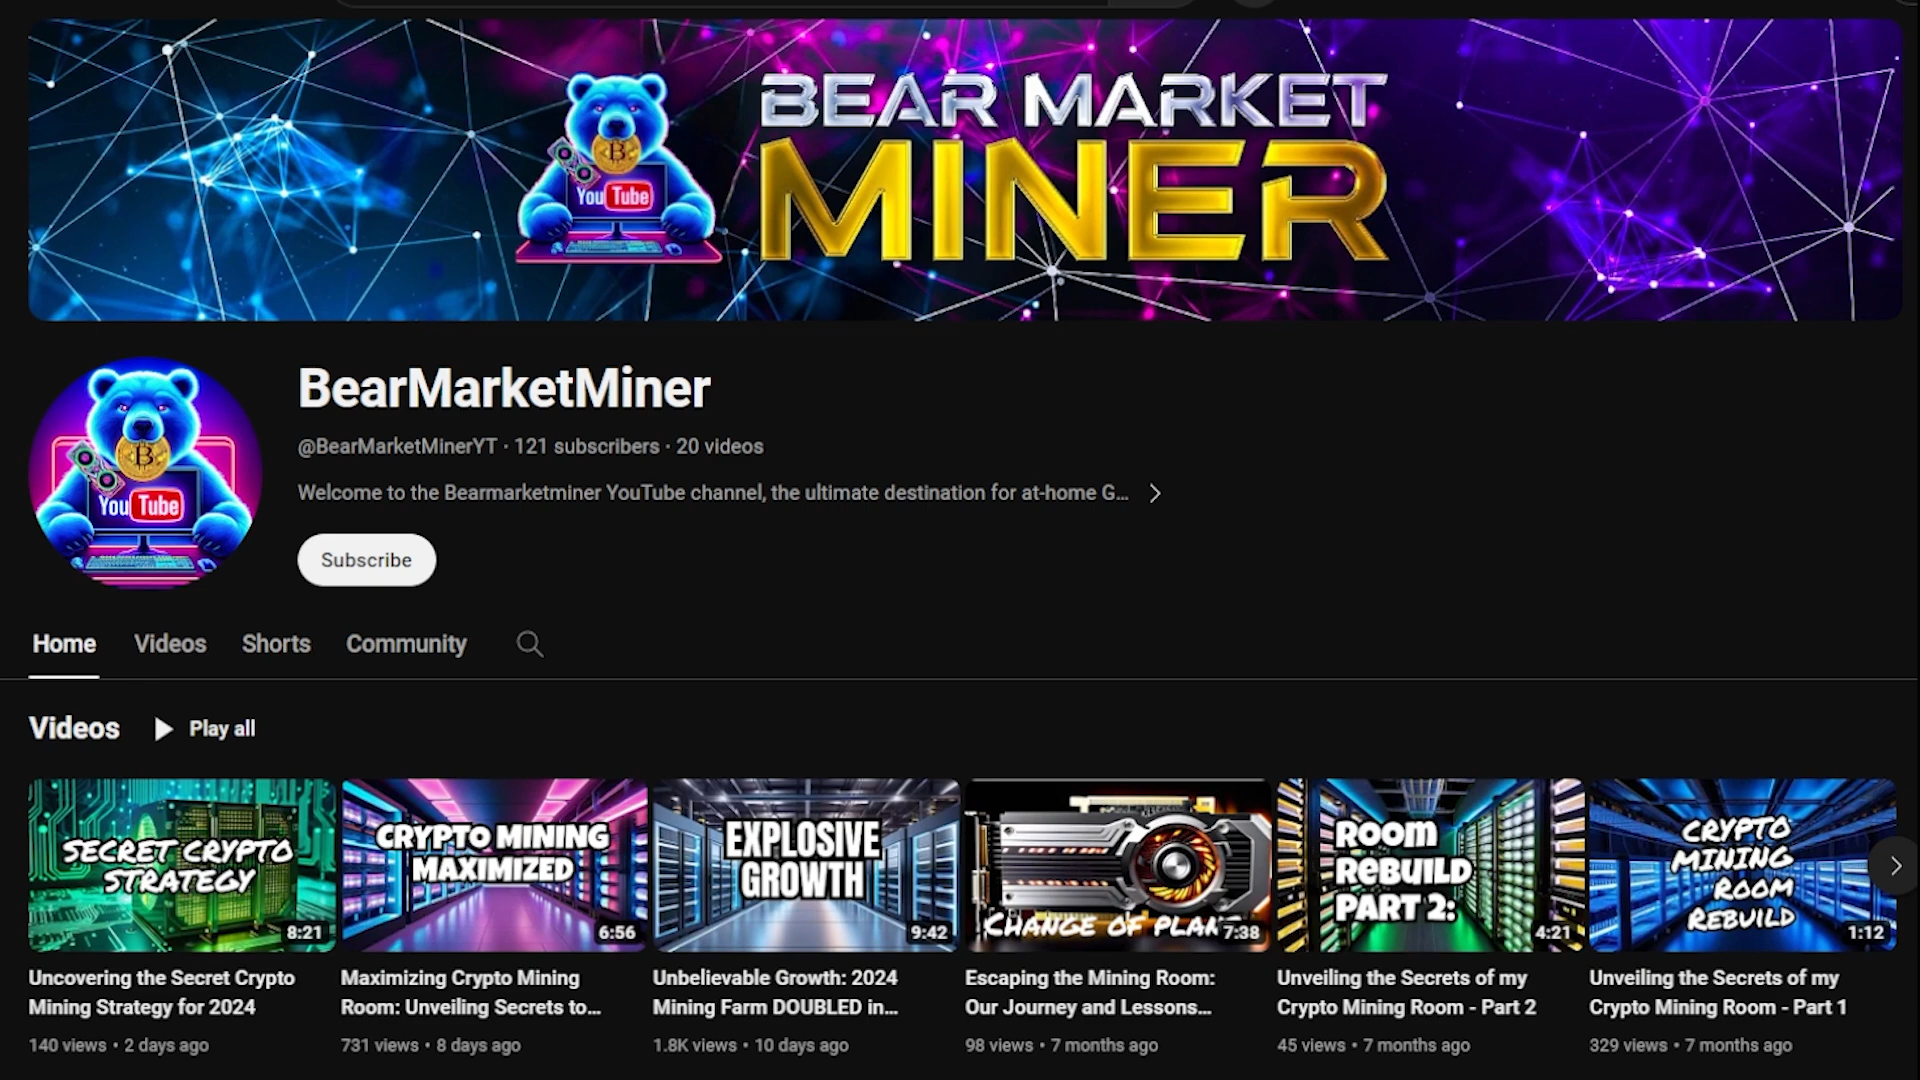 BEAR MARKET
MINER
YouTube
BearMarketMiner
@BearMarketMinerYT · 121 subscribers · 20 videos
Welcome to the Bearmarketminer YouTube channel, the ultimate destination for at-home G...
YouTube
Subscribe
Home Videos Shorts Community
Videos Play all
SECRET CRYPTO
STRATEGY
8:21
CRYPTO MINING
MAXIMIZED
6:56
EXPLOSIVE
GROWTH
9:42
CHANGE OF PLAN
7:38
ROOM
REBUILD
PART 2:
4:21
CRYPTO
MINING
ROOM
REBUILD
1:12
Uncovering the Secret Crypto
Mining Strategy for 2024
140 views • 2 days ago
Maximizing Crypto Mining
Room: Unveiling Secrets to...
731 views • 8 days ago
Unbelievable Growth: 2024
Mining Farm DOUBLED in...
1.8K views • 10 days ago
Escaping the Mining Room:
Our Journey and Lessons...
98 views • 7 months ago
Unveiling the Secrets of my
Crypto Mining Room - Part 2
45 views • 7 months ago
Unveiling the Secrets of my
Crypto Mining Room - Part 1
329 views • 7 months ago